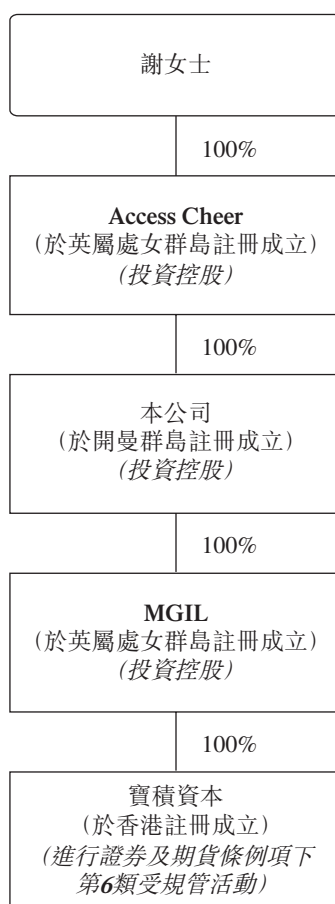 謝女士
100%
Access Cheer
（於英屬處女群島註冊成立）
（投資控股）
100%
本公司
（於開曼群島註冊成立）
（投資控股）
100%
MGIL
（於英屬處女群島註冊成立）
（投資控股）
100%
寶積資本
（於香港註冊成立）
（進行證券及期貨條例項下
第6類受規管活動）